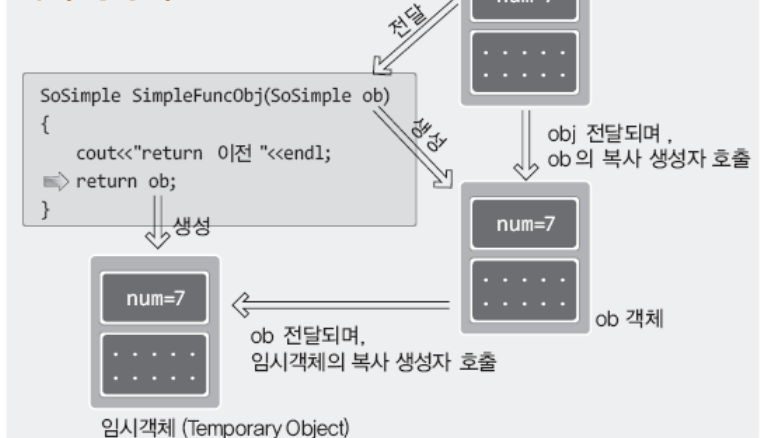 num=7
전달
SoSimple SimpleFuncObj(SoSimple ob)
{
cout<<"return 이전 "<<endl;
return ob;
}
생성
obj 전달되며 ,
ob 의 복사 생성자 호출
num=7
ob 객체
생성
num=7
ob 전달되며,
임시객체의 복사 생성자 호출
임시객체 (Temporary Object)